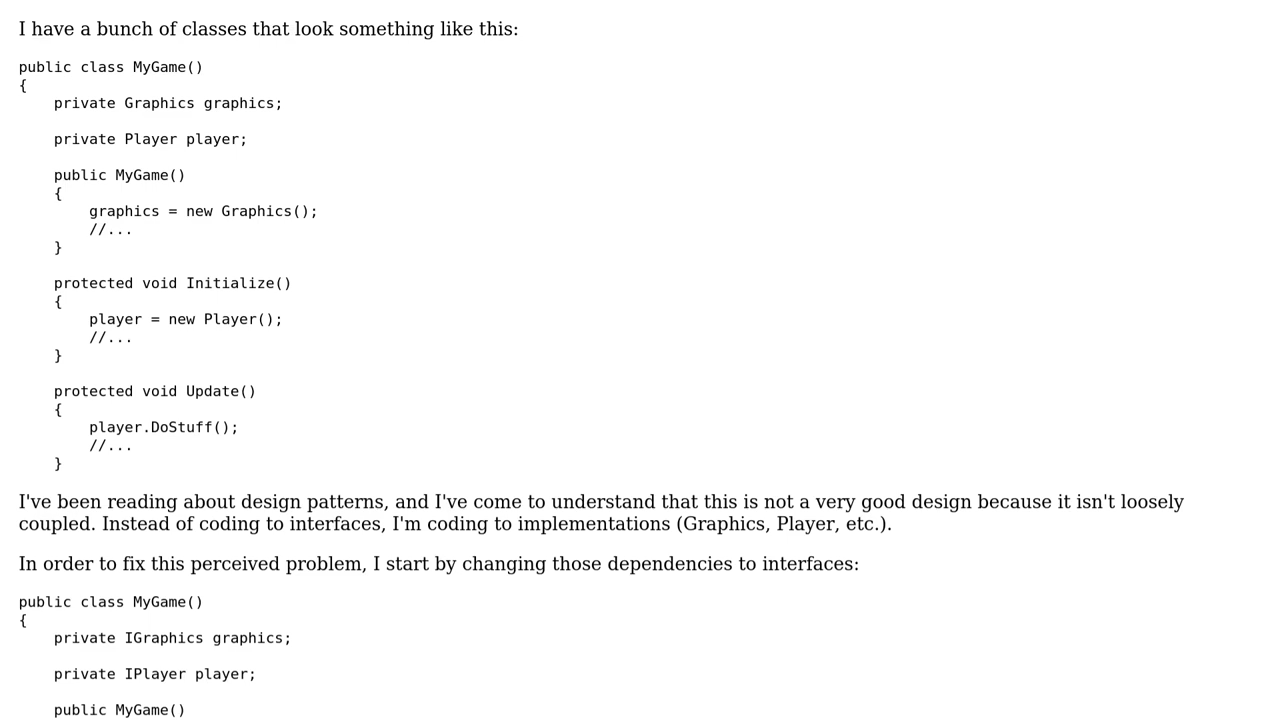 I have a bunch of classes that look something like this:
public class MyGame()
{
    private Graphics graphics;
    private Player player;
    public MyGame()
    {
        graphics = new Graphics();
        //...
    }
    protected void Initialize()
    {
        player = new Player();
        //...
    }
    protected void Update()
    {
        player.DoStuff();
        //...
    }
I've been reading about design patterns, and I've come to understand that this is not a very good design because it isn't loosely
coupled. Instead of coding to interfaces, I'm coding to implementations (Graphics, Player, etc.).
In order to fix this perceived problem, I start by changing those dependencies to interfaces:
public class MyGame()
{
    private IGraphics graphics;
    private IPlayer player;
    public MyGame()